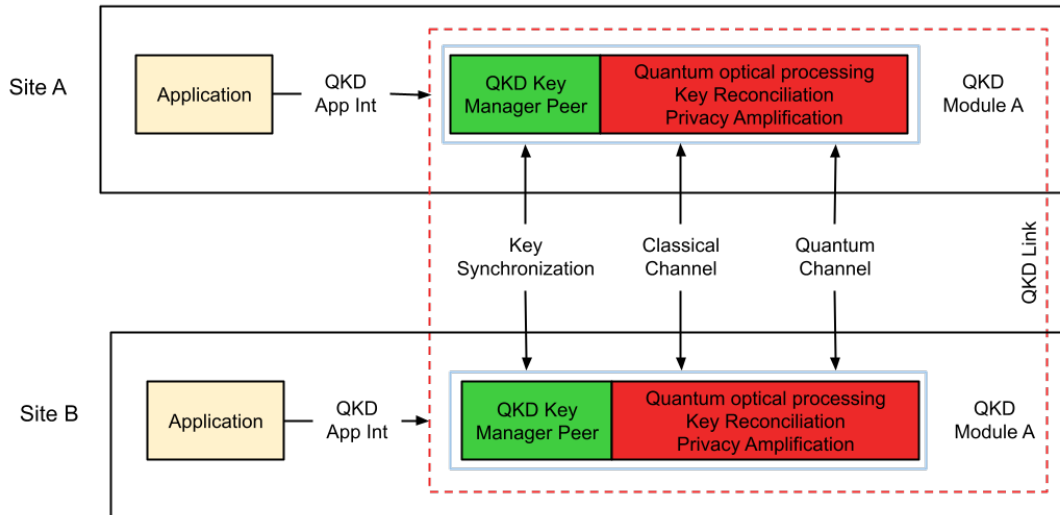 Site A
Application
QKD
App Int
QKD Key
Manager Peer
Quantum optical processing
Key Reconciliation
Privacy Amplification
QKD
Module A
Key
Synchronization
Classical
Channel
Quantum
Channel
QKD Link
Site B
Application
QKD
App Int
QKD Key
Manager Peer
Quantum optical processing
Key Reconciliation
Privacy Amplification
QKD
Module A